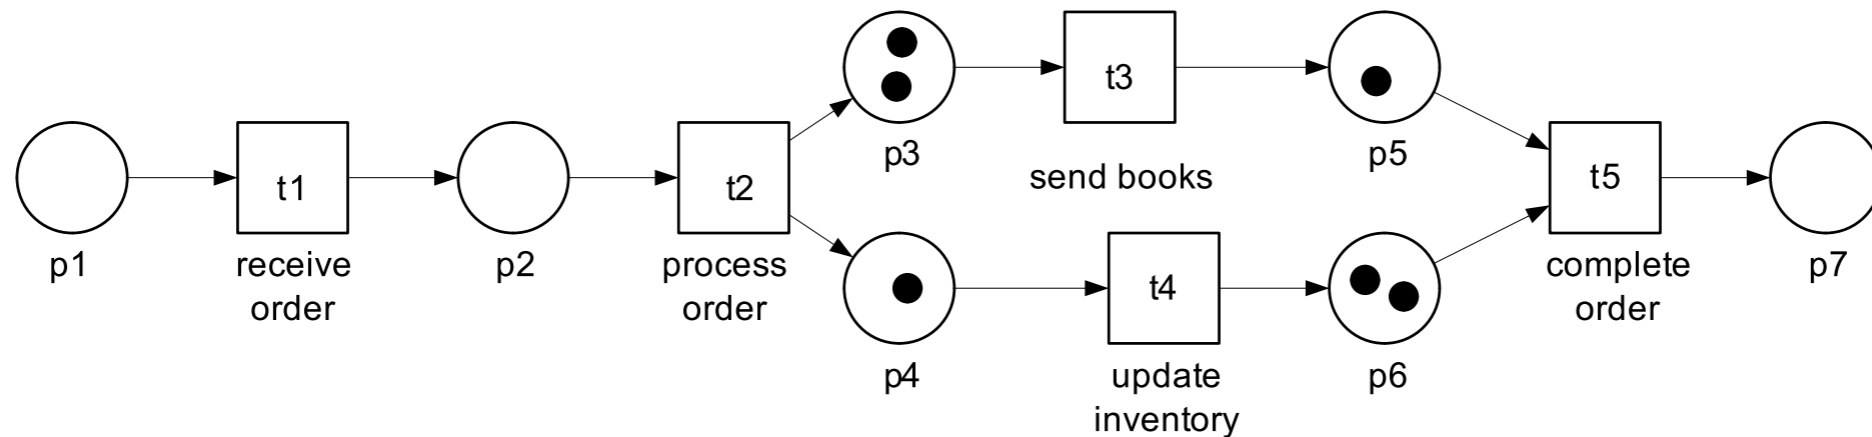 t3
p3
p5
send books
t1
t2
t5
p1
receive
order
p2
process
order
complete
order
p7
t4
p4
update
inventory
p6